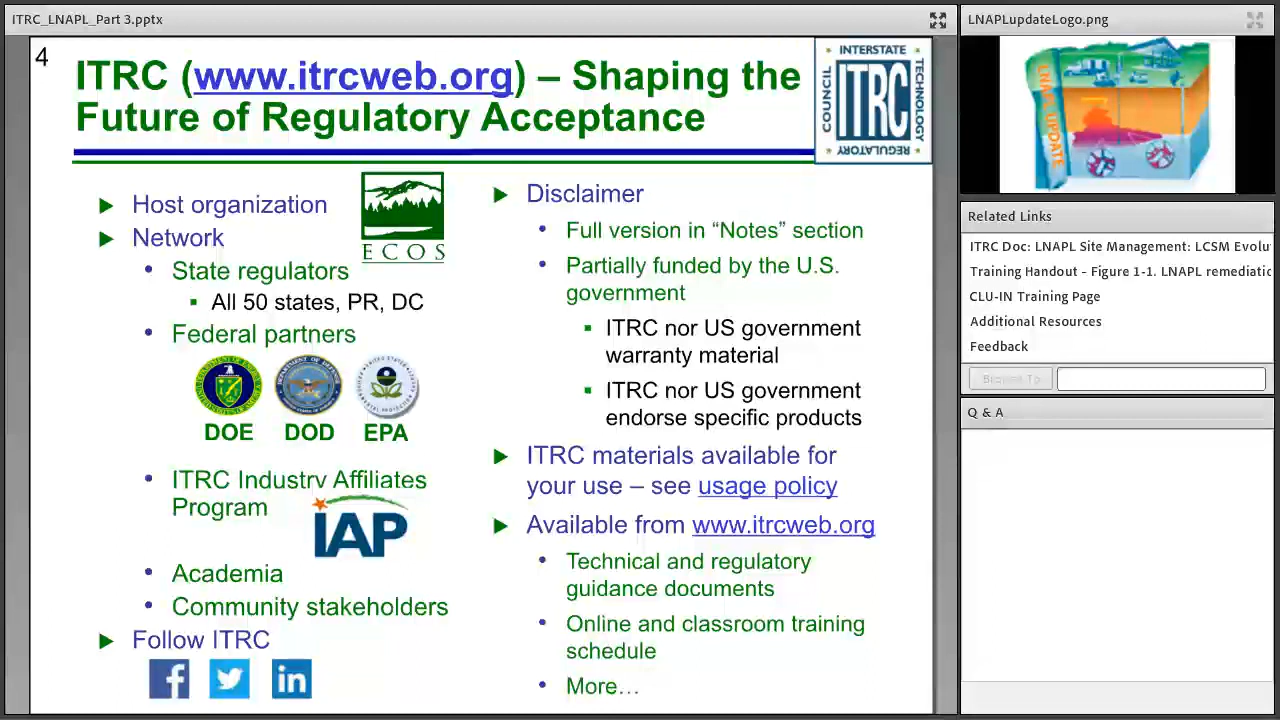 ITRC_LNAPL_Part 3.pptx
4
ITRC (www.itrcweb.org) – Shaping the
Future of Regulatory Acceptance
INTERSTATE
COUNCIL
ITRC
TECHNOLOGY
REGULATORY
Host organization
ECOS
Network
State regulators
All 50 states, PR, DC
Federal partners
DOE DOD EPA
ITRC Industry Affiliates
Program
IAP
Academia
Community stakeholders
Follow ITRC
f
in
Disclaimer
Full version in “Notes” section
Partially funded by the U.S.
government
ITRC nor US government
warranty material
ITRC nor US government
endorse specific products
ITRC materials available for
your use – see usage policy
Available from www.itrcweb.org
Technical and regulatory
guidance documents
Online and classroom training
schedule
More…
LNAPLupdateLogo.png
LNAPL UPDATE
Related Links
ITRC Doc: LNAPL Site Management: LCSM Evolu
Training Handout - Figure 1-1. LNAPL remediatic
CLU-IN Training Page
Additional Resources
Feedback
Browse To
Q & A